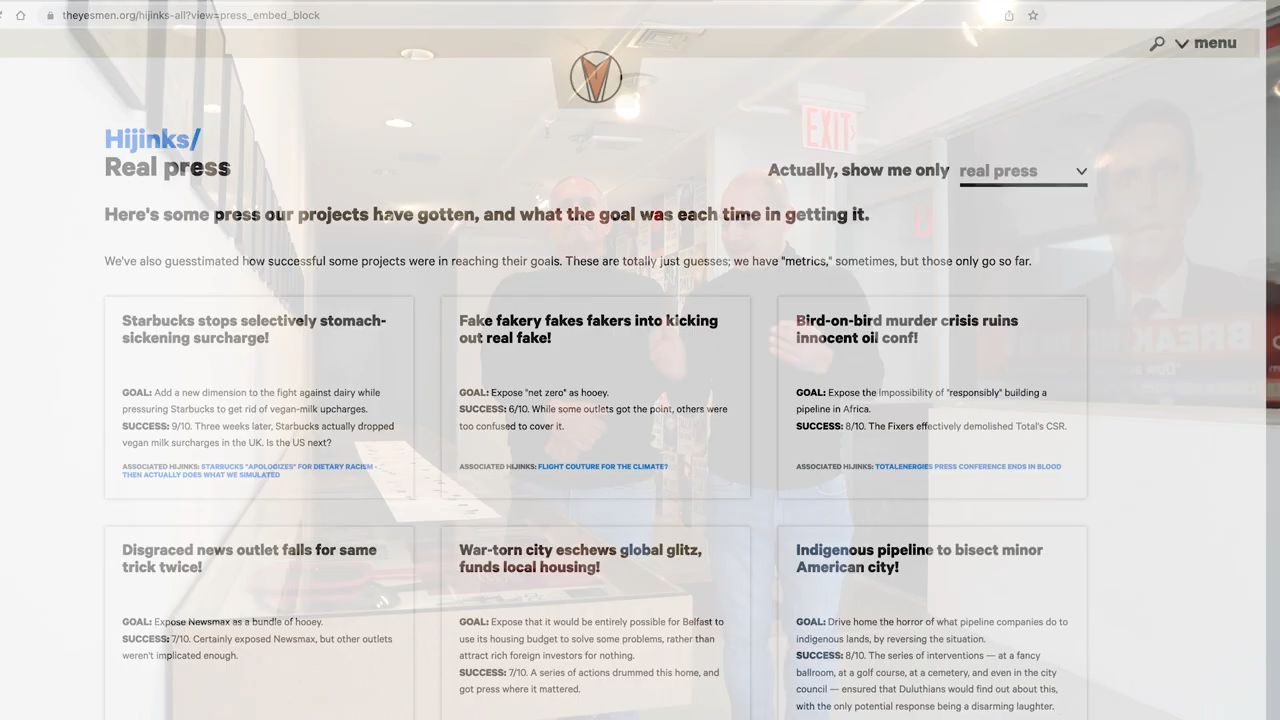 theyesmen.org/hijinks-all?view=press_embed_block
menu
Hijinks/
Real press
Actually, show me only real press
EXIT
Here's some press our projects have gotten, and what the goal was each time in getting it.
We've also guesstimated how successful some projects were in reaching their goals. These are totally just guesses; we have "metrics," sometimes, but those only go so far.
Starbucks stops selectively stomach-
sickening surcharge!
GOAL: Add a new dimension to the fight against dairy while
pressuring Starbucks to get rid of vegan-milk upcharges.
SUCCESS: 9/10. Three weeks later, Starbucks actually dropped
vegan milk surcharges in the UK. Is the US next?
ASSOCIATED HIJINKS: STARBUCKS "APOLOGIZES" FOR DIETARY RACISM -
THEN ACTUALLY DOES WHAT WE SIMULATED
Fake fakery fakes fakers into kicking
out real fake!
GOAL: Expose "net zero" as hooey.
SUCCESS: 6/10. While some outlets got the point, others were
too confused to cover it.
ASSOCIATED HIJINKS: FLIGHT COUTURE FOR THE CLIMATE?
Bird-on-bird murder crisis ruins
innocent oil conf!
GOAL: Expose the impossibility of "responsibly" building a
pipeline in Africa.
SUCCESS: 8/10. The Fixers effectively demolished Total's CSR.
ASSOCIATED HIJINKS: TOTALENERGIES PRESS CONFERENCE ENDS IN BLOOD
BREAK
Disgraced news outlet falls for same
trick twice!
GOAL: Expose Newsmax as a bundle of hooey.
SUCCESS: 7/10. Certainly exposed Newsmax, but other outlets
weren't implicated enough.
War-torn city eschews global glitz,
funds local housing!
GOAL: Expose that it would be entirely possible for Belfast to
use its housing budget to solve some problems, rather than
attract rich foreign investors for nothing.
SUCCESS: 7/10. A series of actions drummed this home, and
got press where it mattered.
Indigenous pipeline to bisect minor
American city!
GOAL: Drive home the horror of what pipeline companies do to
indigenous lands, by reversing the situation.
SUCCESS: 8/10. The series of interventions — at a fancy
ballroom, at a golf course, at a cemetery, and even in the city
council — ensured that Duluthians would find out about this,
with the only potential response being a disarming laughter.